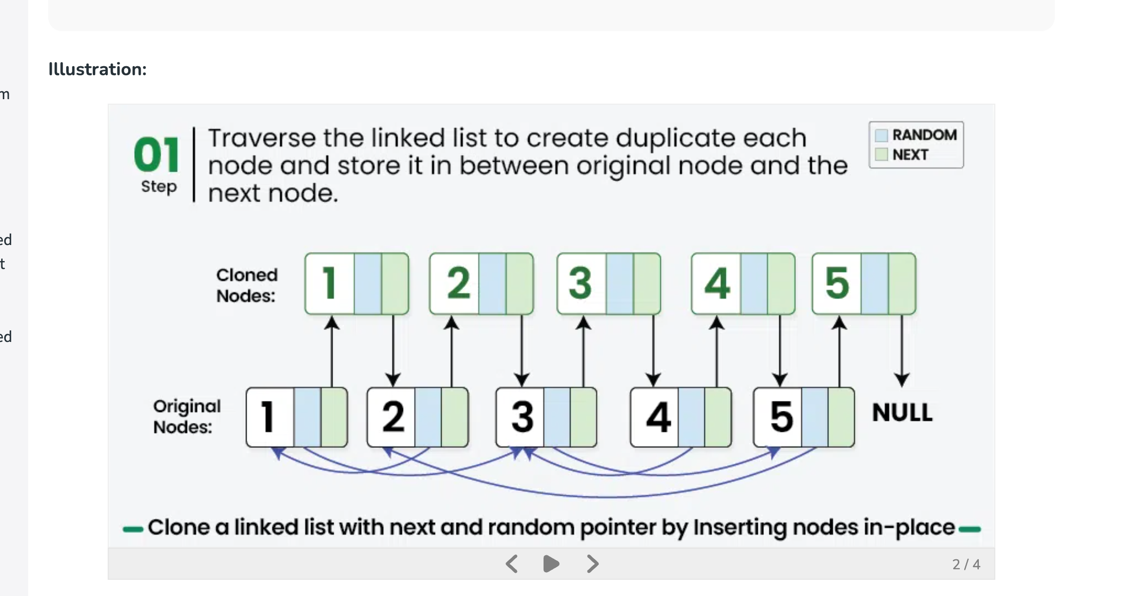 Illustration:
m
ed
t
ed
01
Step
Traverse the linked list to create duplicate each
node and store it in between original node and the
next node.
RANDOM
NEXT
Cloned
Nodes:
1 2 3 4 5
Original
Nodes:
1 2 3 4 5 NULL
Clone a linked list with next and random pointer by Inserting nodes in-place
2 / 4